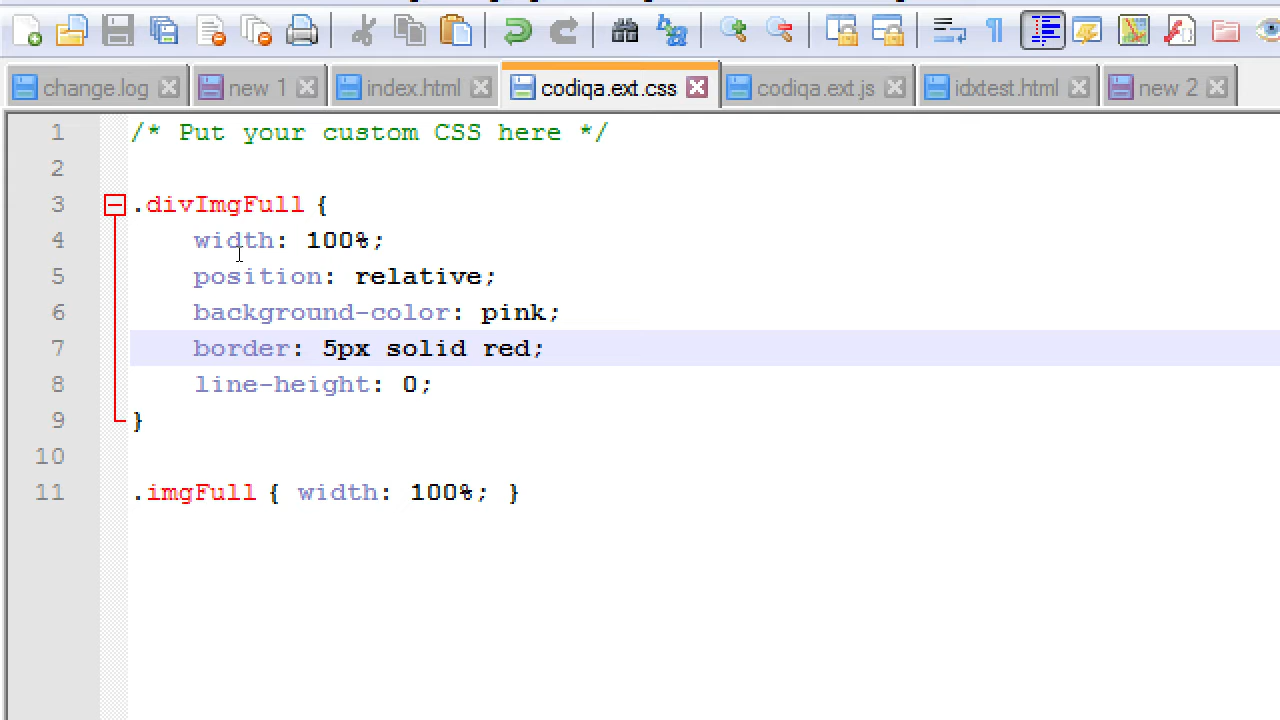 change.log new 1 index.html codiqa.ext.css codiqa.ext.js idxtest.html new 2
1 /* Put your custom CSS here */
2
3 .divImgFull {
4 width: 100%;
5 position: relative;
6 background-color: pink;
7 border: 5px solid red;
8 line-height: 0;
9 }
10
11 .imgFull { width: 100%; }